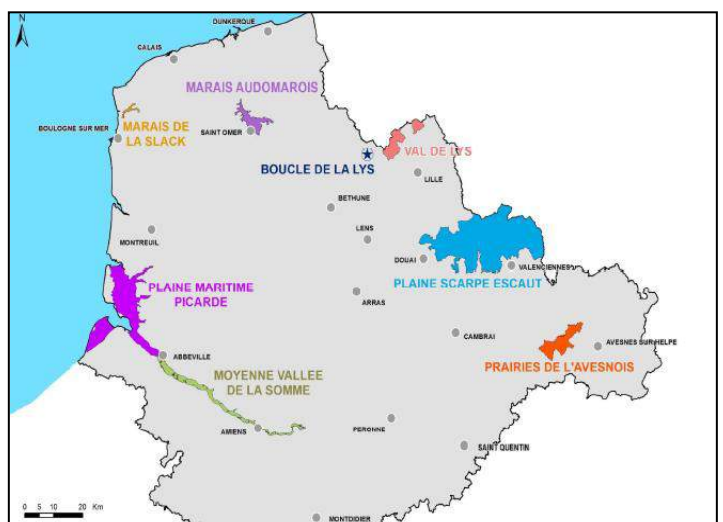 N
DUNKERQUE
CALAIS
MARAIS AUDOMAROIS
MARAIS DE
LA SLACK
BOULOGNE SUR MER
SAINT OMER
BOUCLE DE LA LYS
VAL DE LYS
LILLE
BETHUNE
LENS
MONTREUIL
DOUAI
VALENCIENNES
PLAINE SCARPE ESCAUT
PLAINE MARITIME
PICARDE
ARRAS
CAMBRAI
AVESNES SUR HELPE
PRAIRIES DE L'AVESNOIS
ABBEVILLE
MOYENNE VALLEE
DE LA SOMME
AMIENS
PERONNE
SAINT QUENTIN
0 5 10 20 Km
MONTDIDIER